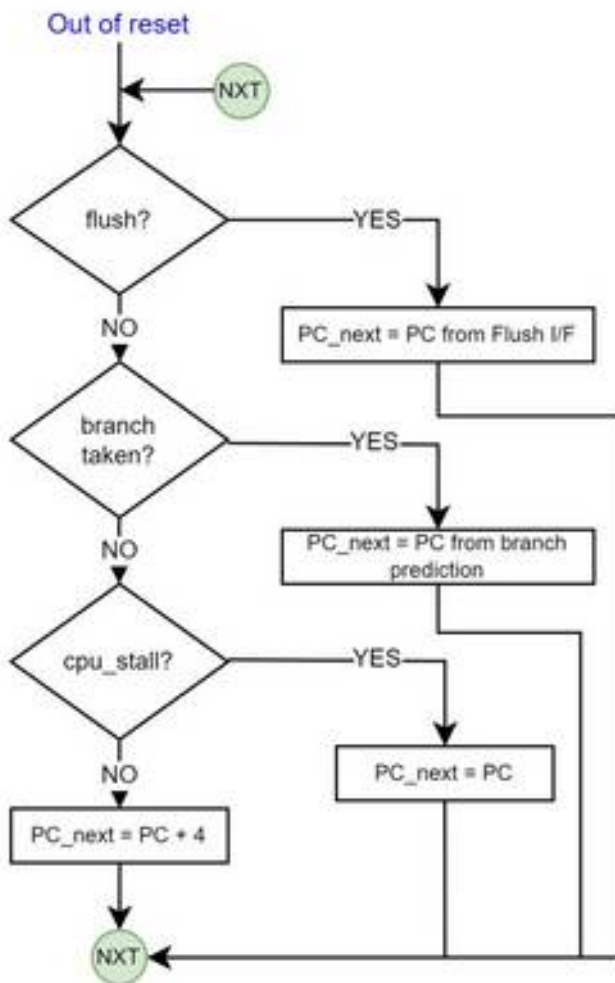 Out of reset
NXT
flush?
YES
NO
PC_next = PC from Flush I/F
branch
taken?
YES
NO
PC_next = PC from branch
prediction
cpu_stall?
YES
NO
PC_next = PC
PC_next = PC + 4
NXT